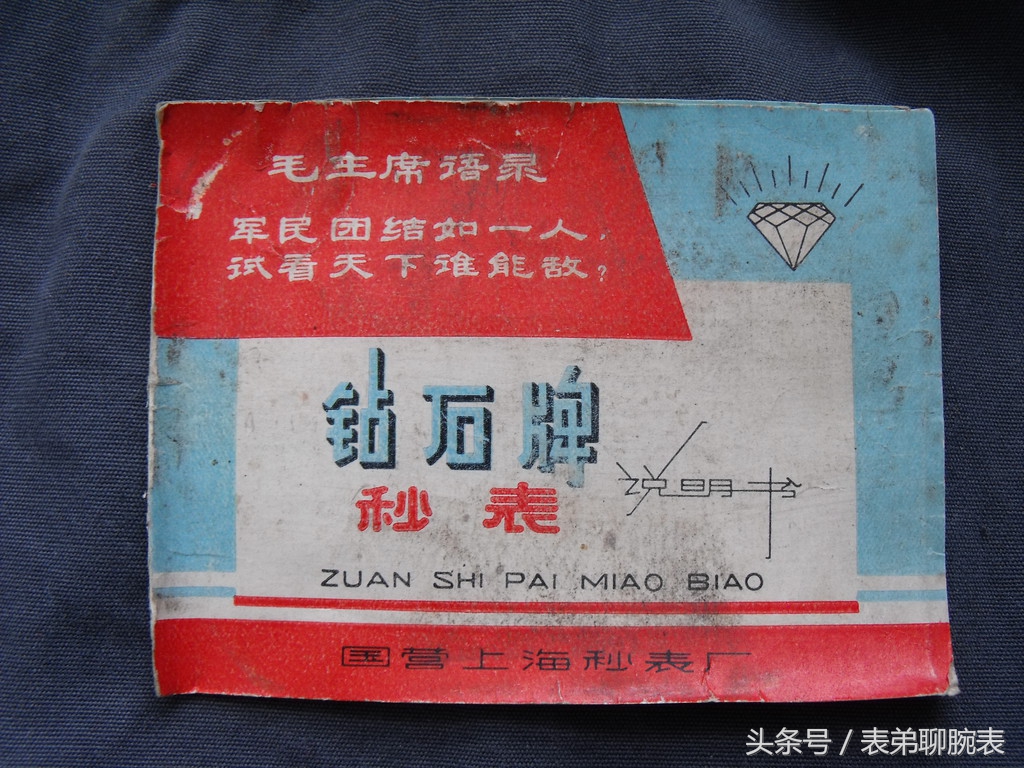 毛主席语录
军民团结如一人，
试看天下谁能敌？
钻石牌
秒表
说明书
ZUAN SHI PAI MIAO BIAO
国营上海秒表厂
头条号 / 表弟聊腕表